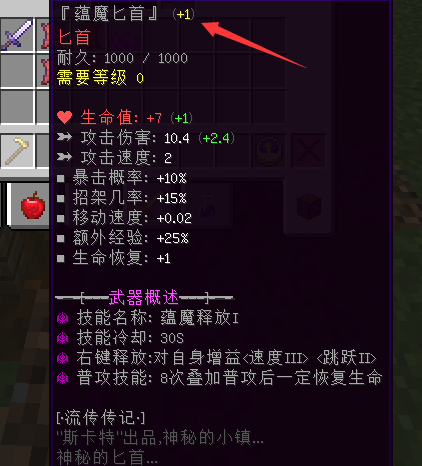 『蕴魔匕首』 (+1)
匕首
耐久: 1000 / 1000
需要等级 0
生命值: +7 (+1)
攻击伤害: 10.4 (+2.4)
攻击速度: 2
暴击概率: +10%
招架几率: +15%
移动速度: +0.02
额外经验: +25%
生命恢复: +1
[武器概述]
技能名称: 蕴魔释放I
技能冷却: 30S
右键释放:对自身增益<速度III> <跳跃II>
普攻技能: 8次叠加普攻后一定恢复生命
[·流传传记·]
"斯卡特"出品,神秘的小镇...
神秘的匕首...